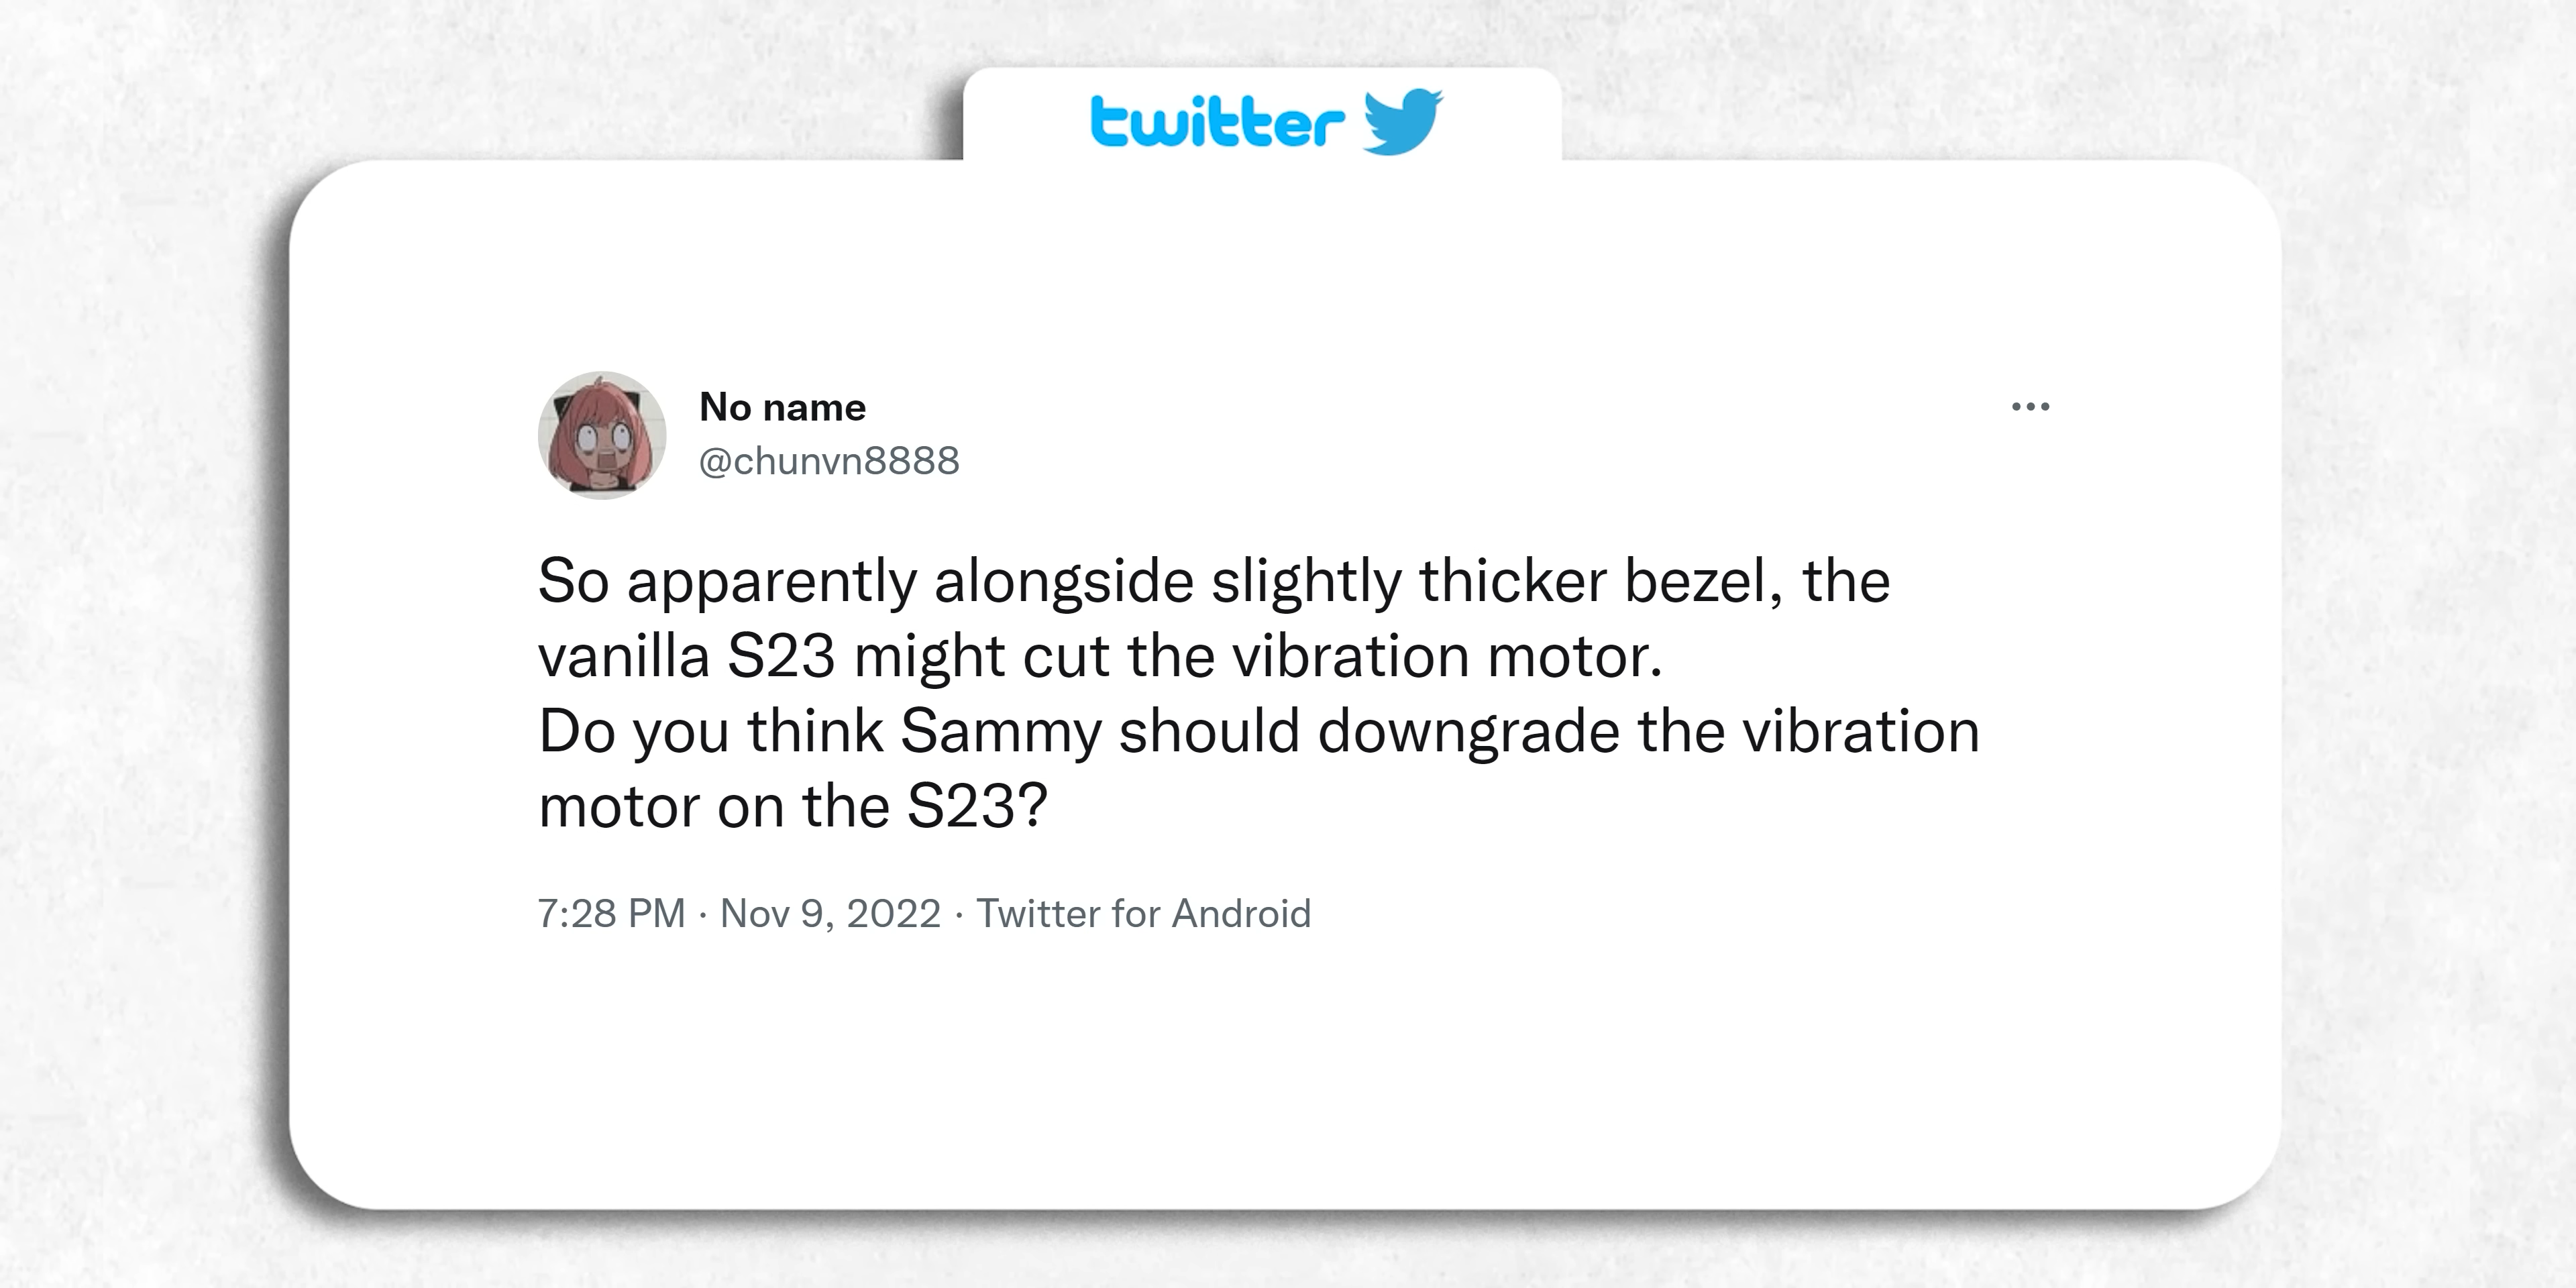 twitter
No name
@chunvn8888
So apparently alongside slightly thicker bezel, the
vanilla S23 might cut the vibration motor.
Do you think Sammy should downgrade the vibration
motor on the S23?
7:28 PM · Nov 9, 2022 · Twitter for Android